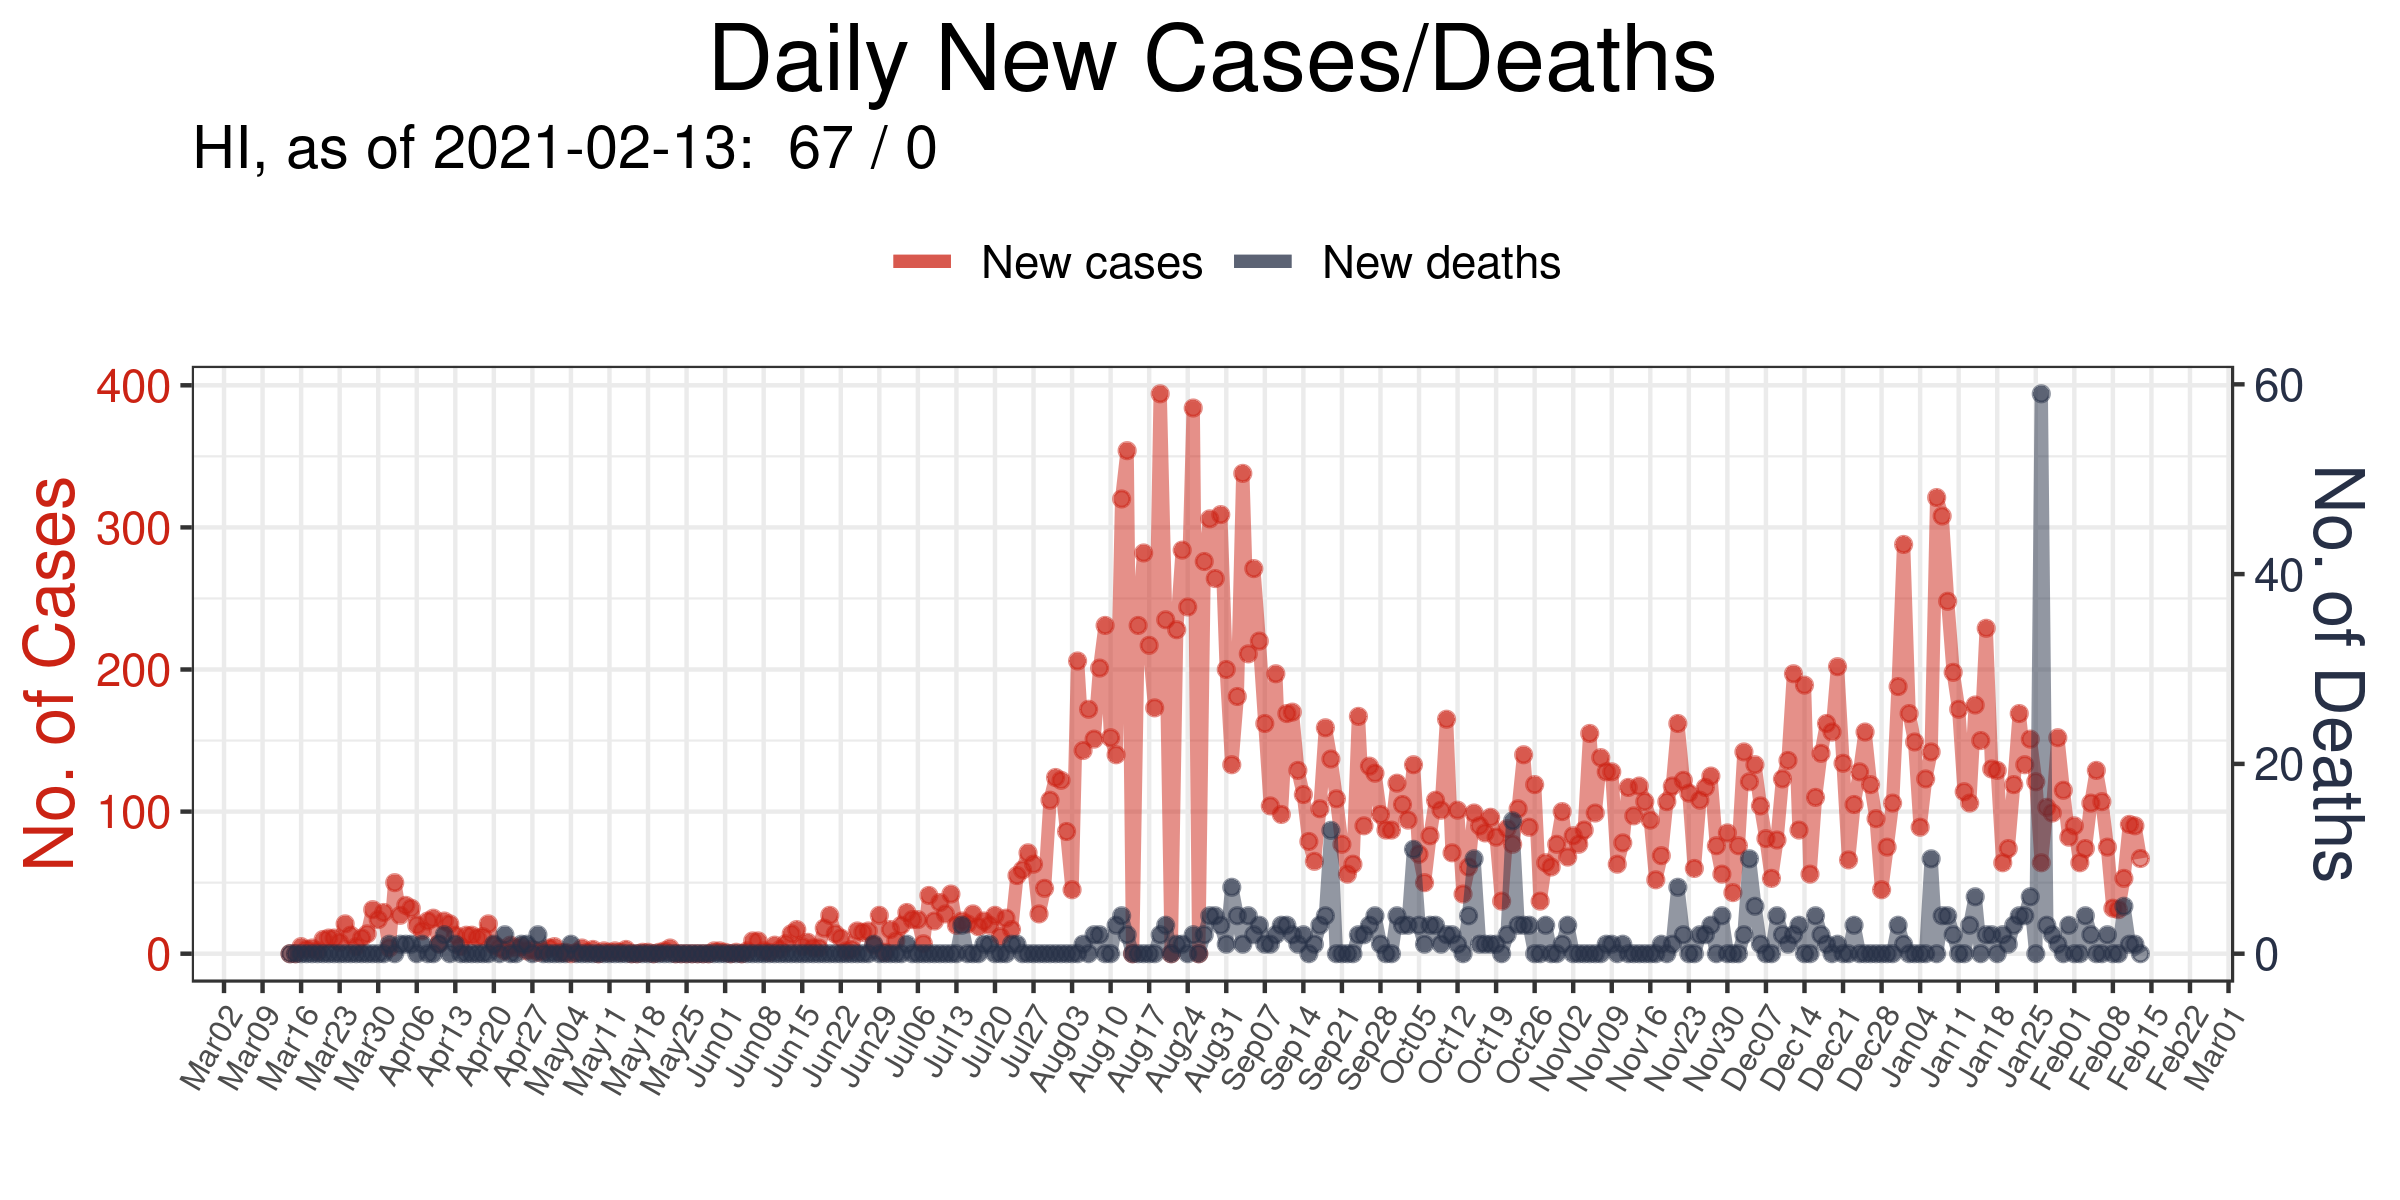 Daily New Cases/Deaths
HI, as of 2021-02-13:  67 / 0
New cases New deaths
No. of Cases
400
300
200
100
0
60
40
20
0
No. of Deaths
Mar02 Mar09 Mar16 Mar23 Mar30 Apr06 Apr13 Apr20 Apr27 May04 May11 May18 May25 Jun01 Jun08 Jun15 Jun22 Jun29 Jul06 Jul13 Jul20 Jul27 Aug03 Aug10 Aug17 Aug24 Aug31 Sep07 Sep14 Sep21 Sep28 Oct05 Oct12 Oct19 Oct26 Nov02 Nov09 Nov16 Nov23 Nov30 Dec07 Dec14 Dec21 Dec28 Jan04 Jan11 Jan18 Jan25 Feb01 Feb08 Feb15 Feb22 Mar01